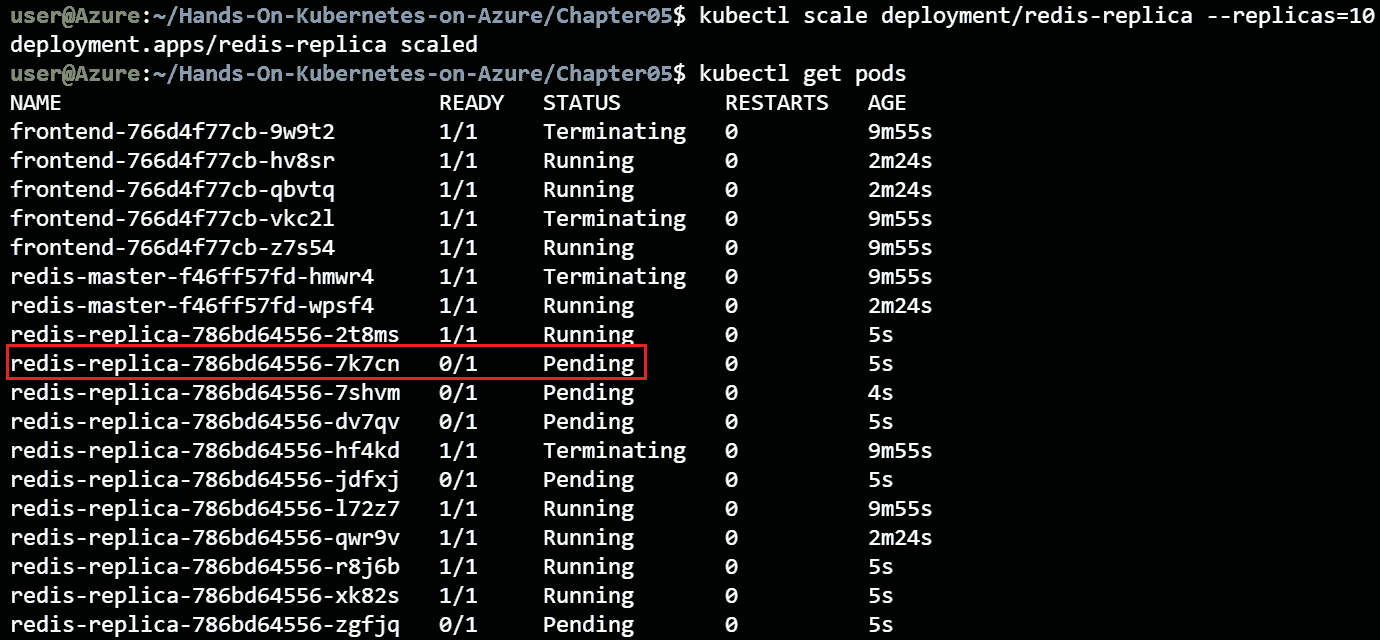 user@Azure:~/Hands-On-Kubernetes-on-Azure/Chapter05$ kubectl scale deployment/redis-replica --replicas=10
deployment.apps/redis-replica scaled
user@Azure:~/Hands-On-Kubernetes-on-Azure/Chapter05$ kubectl get pods
NAME READY STATUS RESTARTS AGE
frontend-766d4f77cb-9w9t2 1/1 Terminating 0 9m55s
frontend-766d4f77cb-hv8sr 1/1 Running 0 2m24s
frontend-766d4f77cb-qbvtq 1/1 Running 0 2m24s
frontend-766d4f77cb-vkc2l 1/1 Terminating 0 9m55s
frontend-766d4f77cb-z7s54 1/1 Running 0 9m55s
redis-master-f46ff57fd-hmwr4 1/1 Terminating 0 9m55s
redis-master-f46ff57fd-wpsf4 1/1 Running 0 2m24s
redis-replica-786bd64556-2t8ms 1/1 Running 0 5s
redis-replica-786bd64556-7k7cn 0/1 Pending 0 5s
redis-replica-786bd64556-7shvm 0/1 Pending 0 4s
redis-replica-786bd64556-dv7qv 0/1 Pending 0 5s
redis-replica-786bd64556-hf4kd 1/1 Terminating 0 9m55s
redis-replica-786bd64556-jdfxj 0/1 Pending 0 5s
redis-replica-786bd64556-l72z7 1/1 Running 0 9m55s
redis-replica-786bd64556-qwr9v 1/1 Running 0 2m24s
redis-replica-786bd64556-r8j6b 1/1 Running 0 5s
redis-replica-786bd64556-xk82s 1/1 Running 0 5s
redis-replica-786bd64556-zgfjq 0/1 Pending 0 5s